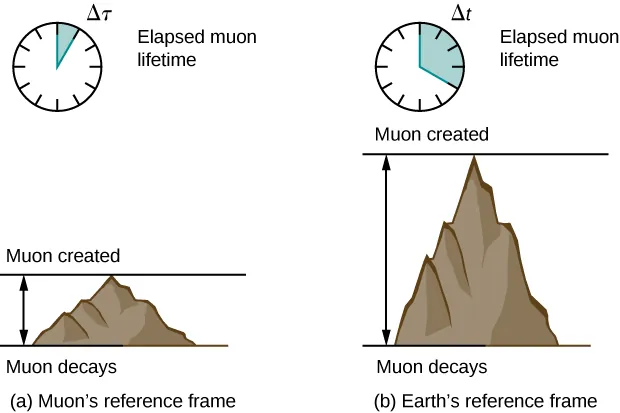 Δτ
Elapsed muon
lifetime
Muon created
Muon decays
(a) Muon's reference frame
Δt
Elapsed muon
lifetime
Muon created
Muon decays
(b) Earth's reference frame